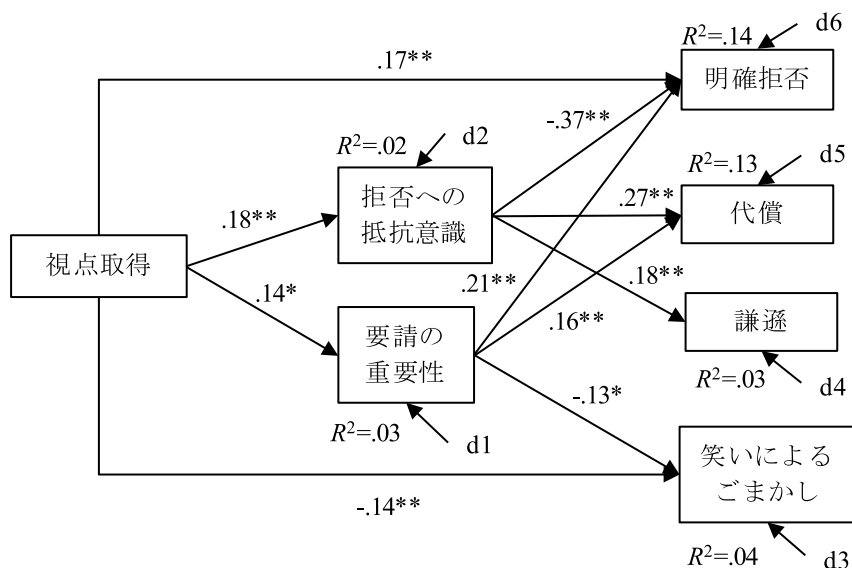 d6
R²=.14
明確拒否
.17**
d2
R²=.02
-.37**
d5
R²=.13
拒否への
抵抗意識
.27**
代償
.18**
視点取得
.14*
.21**
.18**
.16**
謙遜
要請の
重要性
R²=.03
d4
-.13*
R²=.03
d1
笑いによる
ごまかし
-.14**
R²=.04
d3